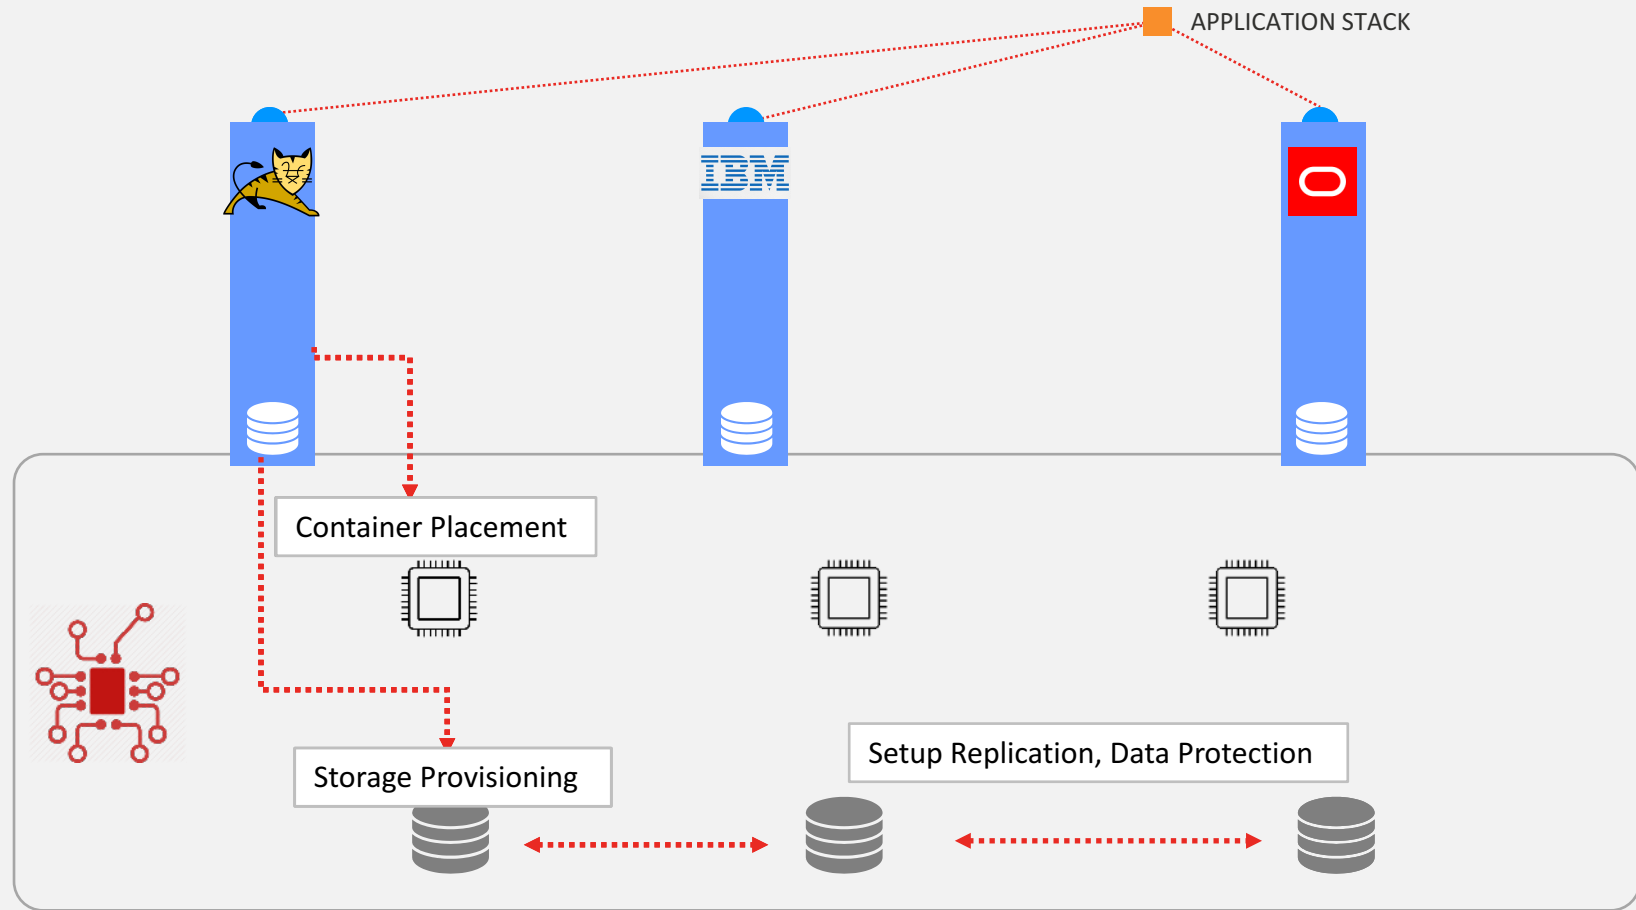 APPLICATION STACK
IBM
Container Placement
Setup Replication, Data Protection
Storage Provisioning